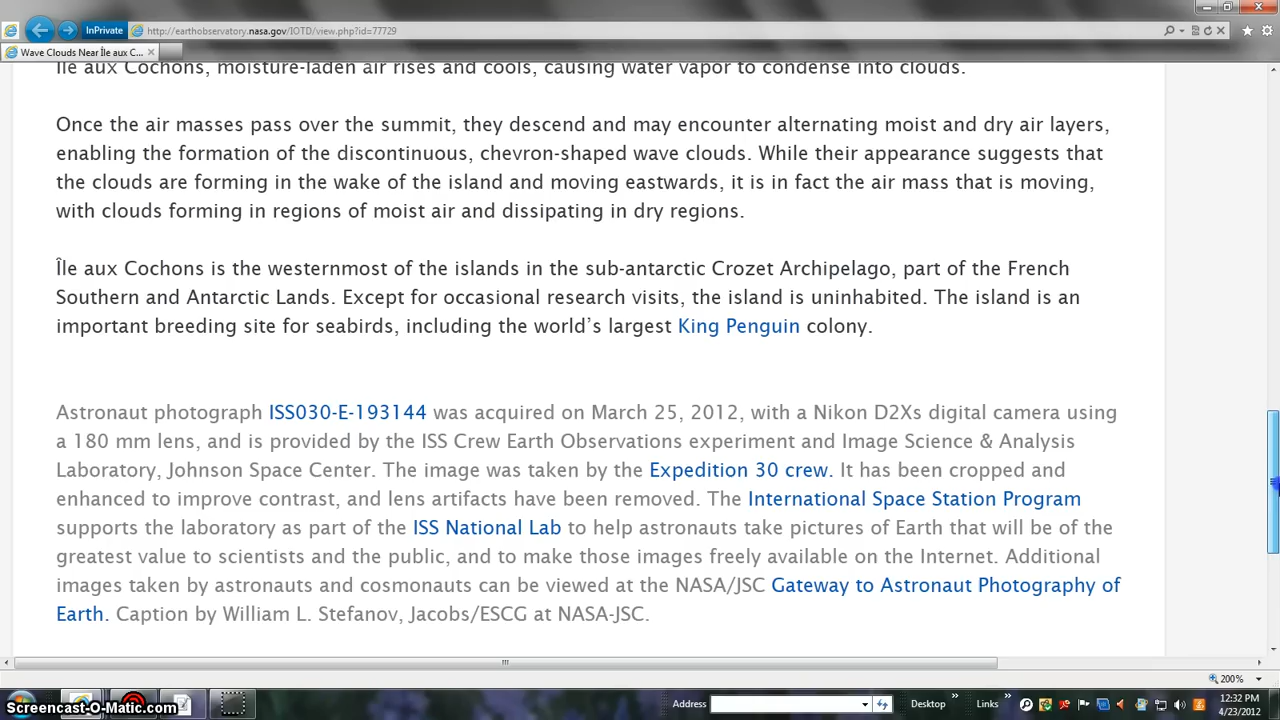 InPrivate
http://earthobservatory.nasa.gov/IOTD/view.php?id=77729
Wave Clouds Near Île aux C...
Île aux Cochons, moisture-laden air rises and cools, causing water vapor to condense into clouds.
Once the air masses pass over the summit, they descend and may encounter alternating moist and dry air layers,
enabling the formation of the discontinuous, chevron-shaped wave clouds. While their appearance suggests that
the clouds are forming in the wake of the island and moving eastwards, it is in fact the air mass that is moving,
with clouds forming in regions of moist air and dissipating in dry regions.
Île aux Cochons is the westernmost of the islands in the sub-antarctic Crozet Archipelago, part of the French
Southern and Antarctic Lands. Except for occasional research visits, the island is uninhabited. The island is an
important breeding site for seabirds, including the world’s largest King Penguin colony.
Astronaut photograph ISS030-E-193144 was acquired on March 25, 2012, with a Nikon D2Xs digital camera using
a 180 mm lens, and is provided by the ISS Crew Earth Observations experiment and Image Science & Analysis
Laboratory, Johnson Space Center. The image was taken by the Expedition 30 crew. It has been cropped and
enhanced to improve contrast, and lens artifacts have been removed. The International Space Station Program
supports the laboratory as part of the ISS National Lab to help astronauts take pictures of Earth that will be of the
greatest value to scientists and the public, and to make those images freely available on the Internet. Additional
images taken by astronauts and cosmonauts can be viewed at the NASA/JSC Gateway to Astronaut Photography of
Earth. Caption by William L. Stefanov, Jacobs/ESCG at NASA-JSC.
200%
Address
Desktop
Links
12:32 PM
4/23/2012
Screencast-O-Matic.com